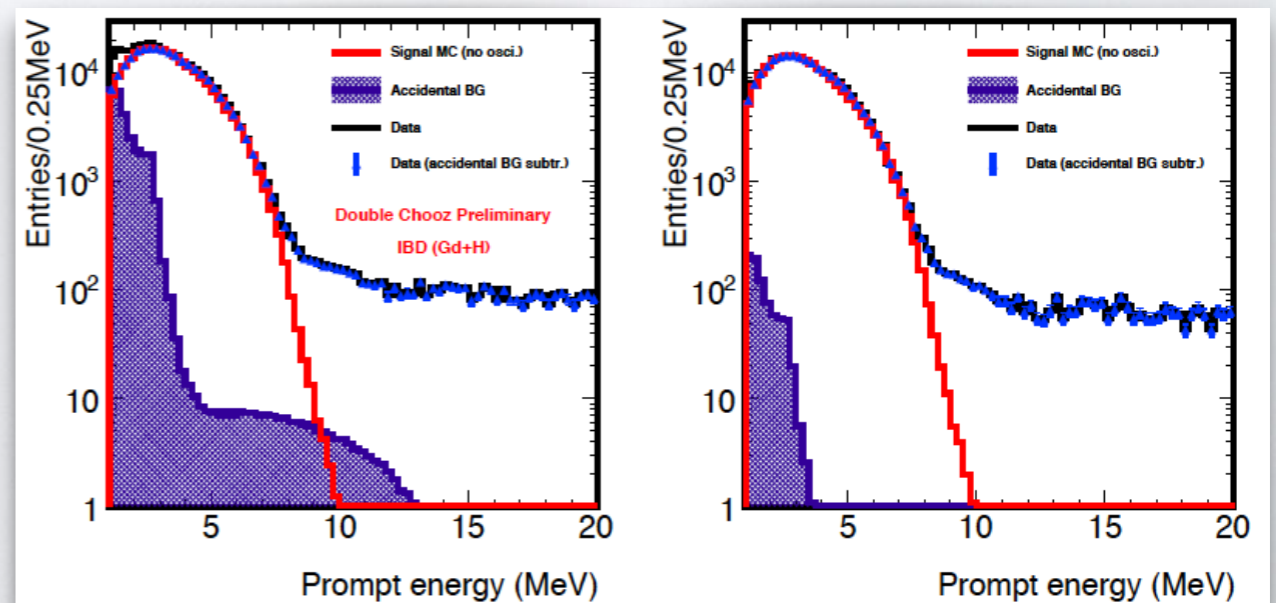 Entries/0.25MeV
10⁴
10³
10²
10
1
5
10
15
20
Prompt energy (MeV)
Signal MC (no osci.)
Accidental BG
Data
Data (accidental BG subtr.)
Double Chooz Preliminary
IBD (Gd+H)
Entries/0.25MeV
10⁴
10³
10²
10
1
5
10
15
20
Prompt energy (MeV)
Signal MC (no osci.)
Accidental BG
Data
Data (accidental BG subtr.)